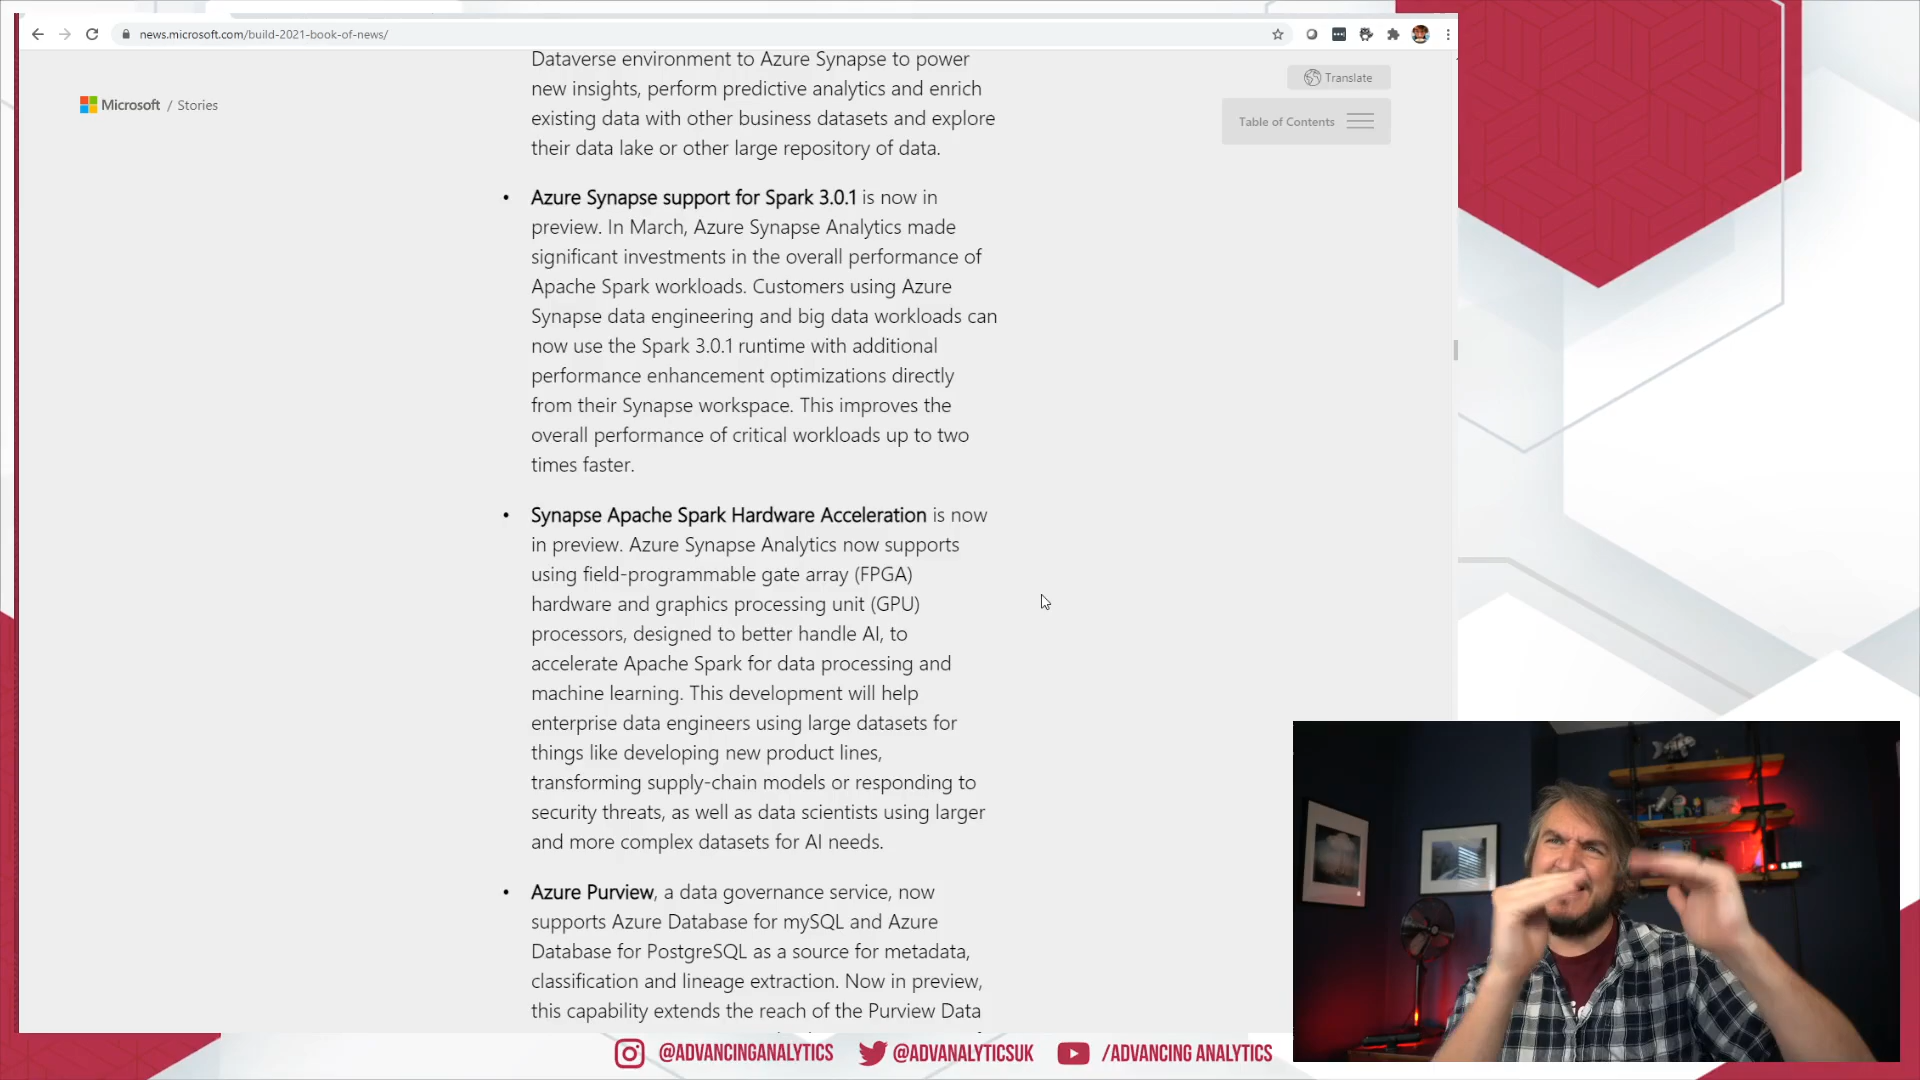 news.microsoft.com/build-2021-book-of-news/
Translate
Microsoft / Stories
Table of Contents
Dataverse environment to Azure Synapse to power
new insights, perform predictive analytics and enrich
existing data with other business datasets and explore
their data lake or other large repository of data.
• Azure Synapse support for Spark 3.0.1 is now in
preview. In March, Azure Synapse Analytics made
significant investments in the overall performance of
Apache Spark workloads. Customers using Azure
Synapse data engineering and big data workloads can
now use the Spark 3.0.1 runtime with additional
performance enhancement optimizations directly
from their Synapse workspace. This improves the
overall performance of critical workloads up to two
times faster.
• Synapse Apache Spark Hardware Acceleration is now
in preview. Azure Synapse Analytics now supports
using field-programmable gate array (FPGA)
hardware and graphics processing unit (GPU)
processors, designed to better handle AI, to
accelerate Apache Spark for data processing and
machine learning. This development will help
enterprise data engineers using large datasets for
things like developing new product lines,
transforming supply-chain models or responding to
security threats, as well as data scientists using larger
and more complex datasets for AI needs.
• Azure Purview, a data governance service, now
supports Azure Database for mySQL and Azure
Database for PostgreSQL as a source for metadata,
classification and lineage extraction. Now in preview,
this capability extends the reach of the Purview Data
@ADVANCINGANALYTICS
@ADVANALYTICSUK
/ADVANCING ANALYTICS